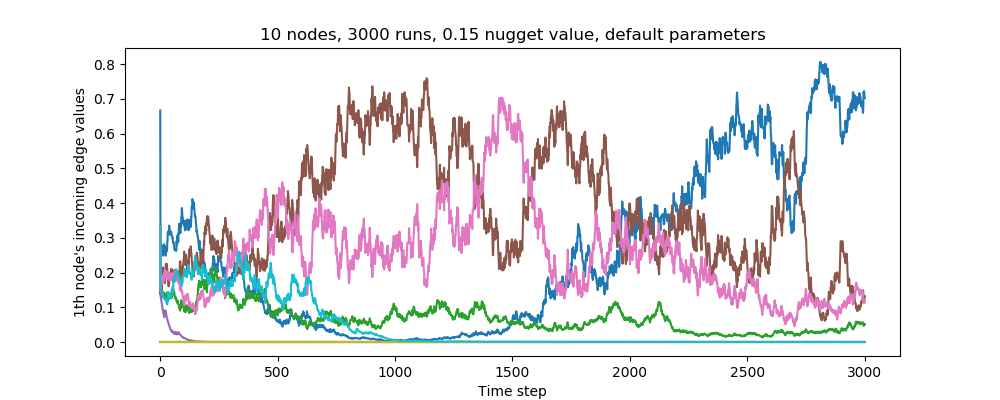 10 nodes, 3000 runs, 0.15 nugget value, default parameters
1th node's incoming edge values
0.8
0.7
0.6
0.5
0.4
0.3
0.2
0.1
0.0
0 500 1000 1500 2000 2500 3000
Time step